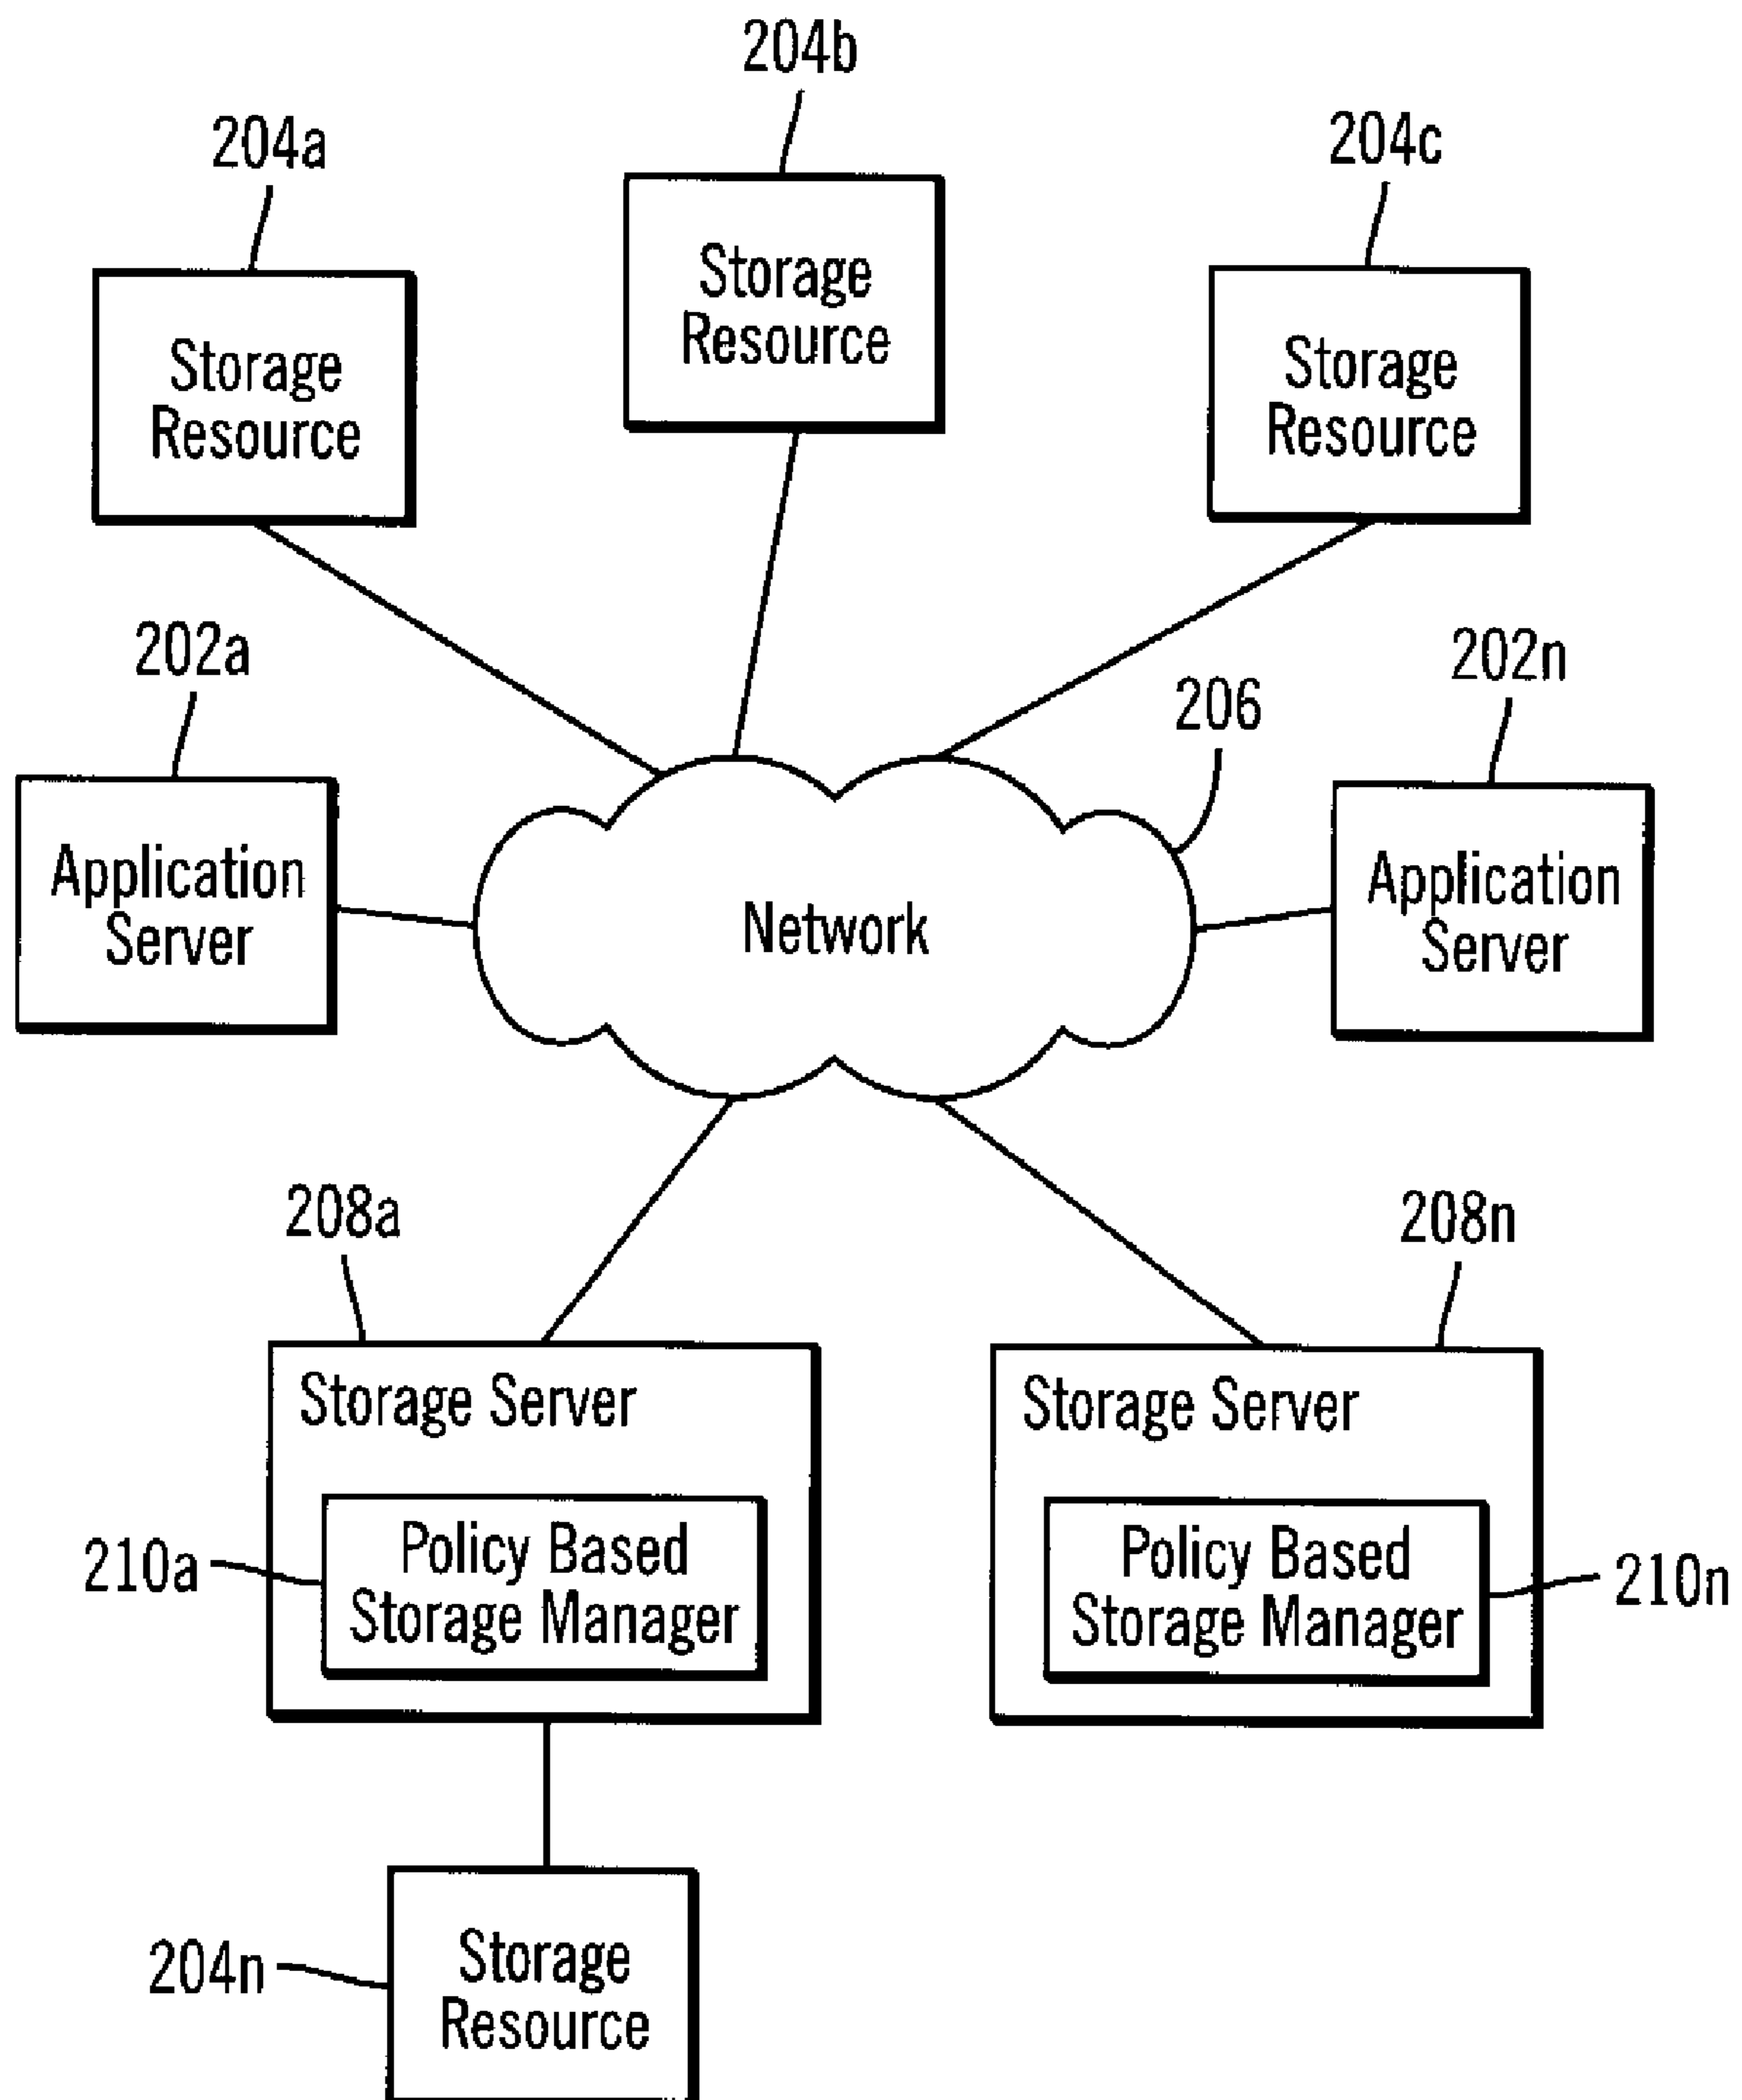 204b
204a
204c
Storage
Resource
Storage
Resource
Storage
Resource
202a
202n
206
Application
Server
Network
Application
Server
208a
208n
Storage Server
Storage Server
210a
Policy Based
Storage Manager
Policy Based
Storage Manager
210n
204n
Storage
Resource